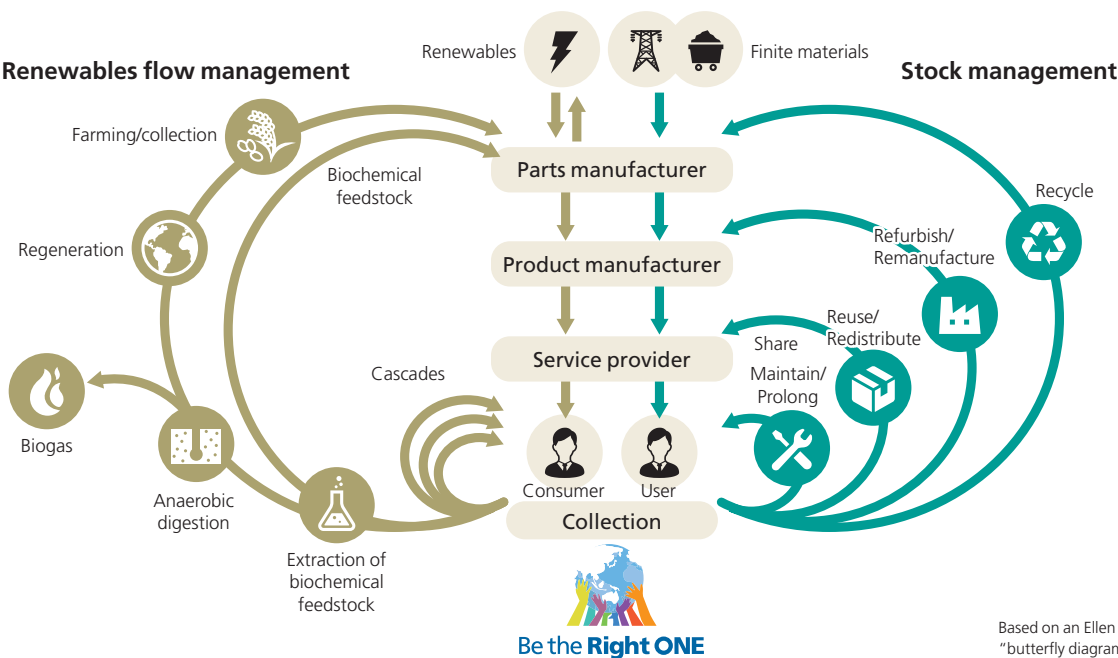 Renewables
Finite materials
Renewables flow management
Stock management
Farming/collection
Biochemical
feedstock
Parts manufacturer
Recycle
Regeneration
Refurbish/
Remanufacture
Product manufacturer
Reuse/
Redistribute
Share
Service provider
Cascades
Maintain/
Prolong
Biogas
Consumer
User
Anaerobic
digestion
Collection
Extraction of
biochemical
feedstock
Be the Right ONE
Based on an Ellen
“butterfly diagran